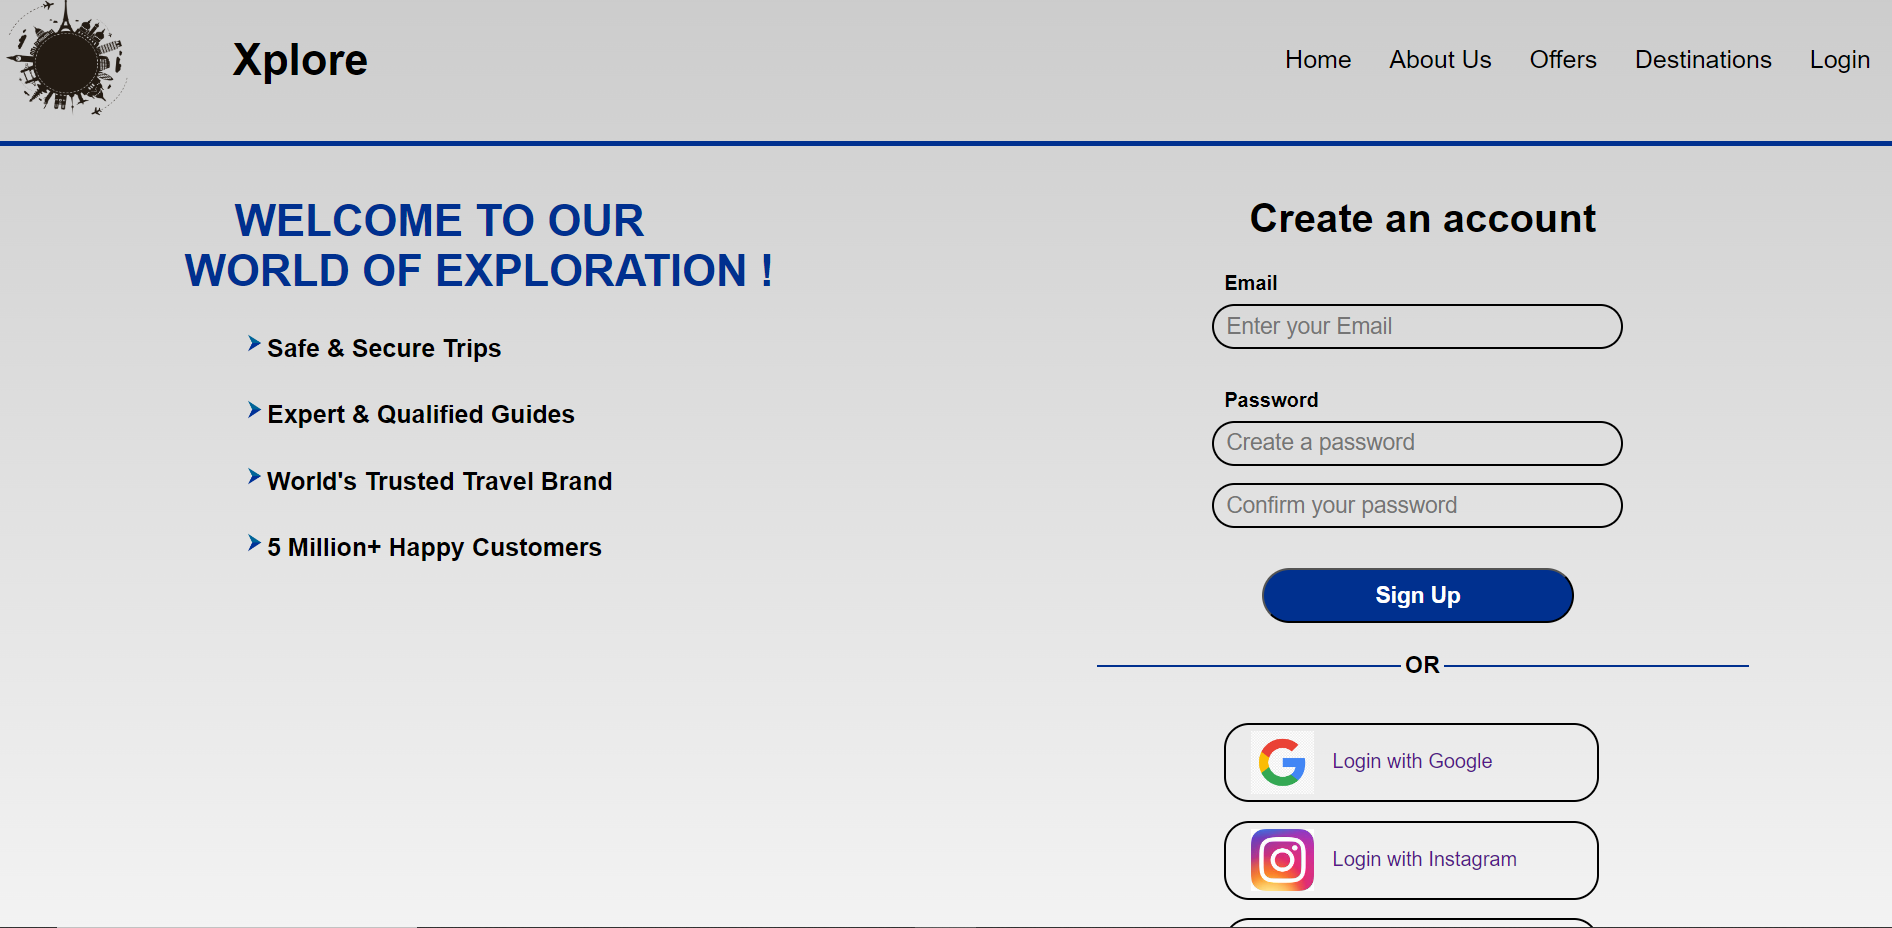 Xplore
Home About Us Offers Destinations Login
WELCOME TO OUR
WORLD OF EXPLORATION !
Safe & Secure Trips
Expert & Qualified Guides
World's Trusted Travel Brand
5 Million+ Happy Customers
Create an account
Email
Enter your Email
Password
Create a password
Confirm your password
Sign Up
OR
Login with Google
Login with Instagram